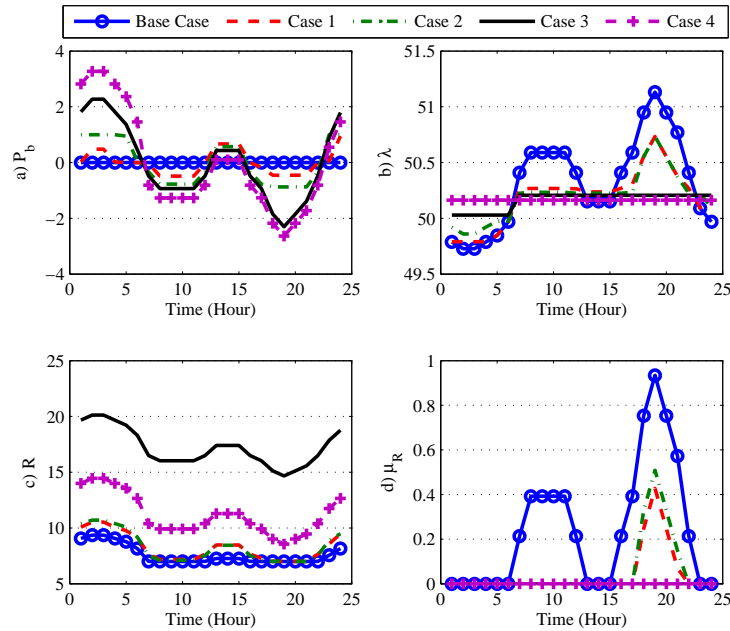 Base Case Case 1 Case 2 Case 3 Case 4
4
2
0
−2
−4
a) P_b
0 5 10 15 20 25
Time (Hour)
51.5
51
50.5
50
49.5
b) λ
0 5 10 15 20 25
Time (Hour)
25
20
15
10
5
c) R
0 5 10 15 20 25
Time (Hour)
1
0.8
0.6
0.4
0.2
0
d) μ_R
0 5 10 15 20 25
Time (Hour)